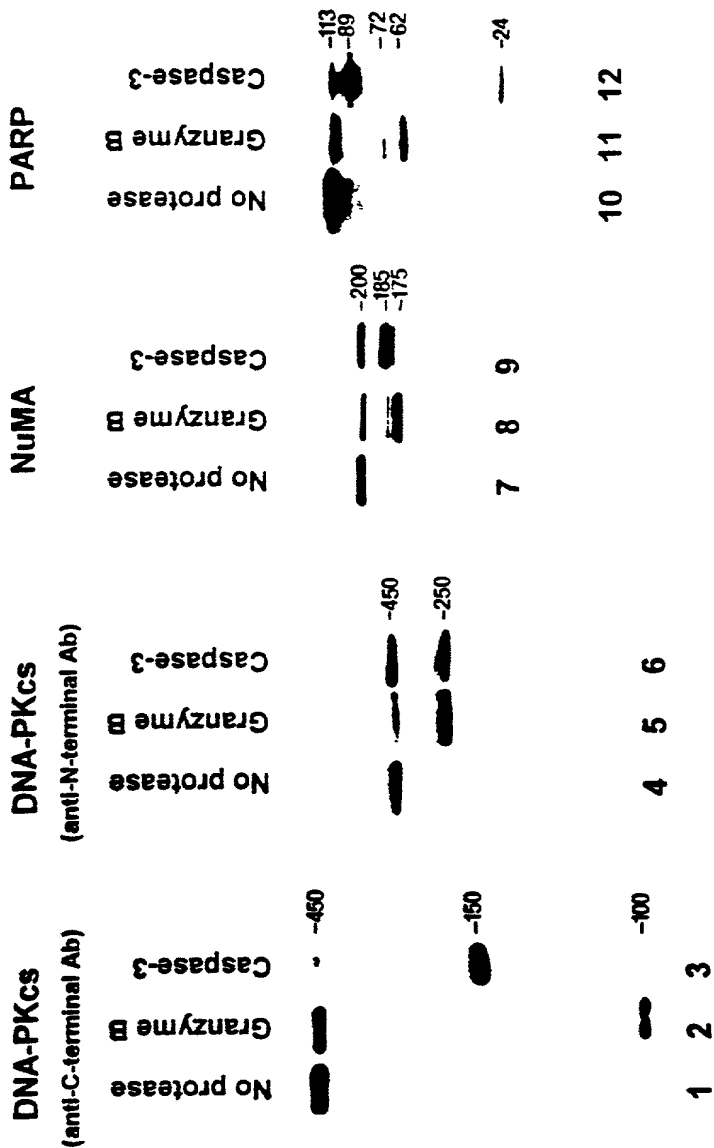 DNA-PKcs
(anti-C-terminal Ab)
No protease
Granzyme B
Caspase-3
-450
-150
-100
1 2 3
DNA-PKcs
(anti-N-terminal Ab)
No protease
Granzyme B
Caspase-3
-450
-250
4 5 6
NuMA
No protease
Granzyme B
Caspase-3
-200
-185
-175
7 8 9
PARP
No protease
Granzyme B
Caspase-3
-113
-89
-72
-62
-24
10 11 12